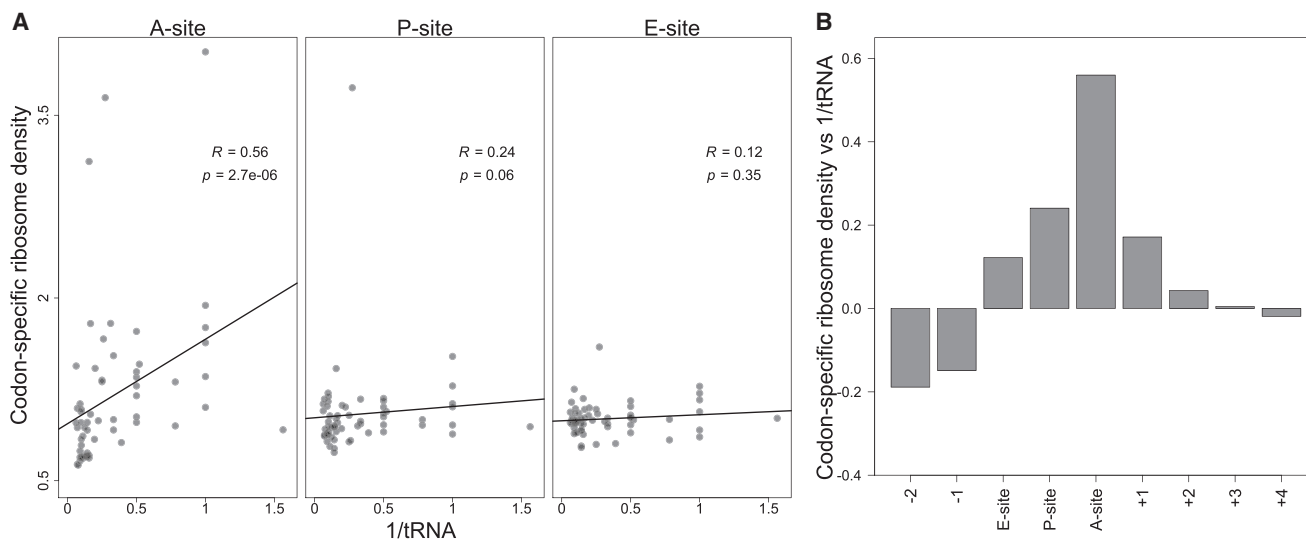 A
A-site
P-site
E-site
Codon-specific ribosome density
3.5
2
0.5
R = 0.56
p = 2.7e-06
R = 0.24
p = 0.06
R = 0.12
p = 0.35
0 0.5 1 1.5
0 0.5 1 1.5
0 0.5 1 1.5
1/tRNA
B
Codon-specific ribosome density vs 1/tRNA
0.6
0.4
0.2
0.0
-0.2
-0.4
-2
-1
E-site
P-site
A-site
+1
+2
+3
+4